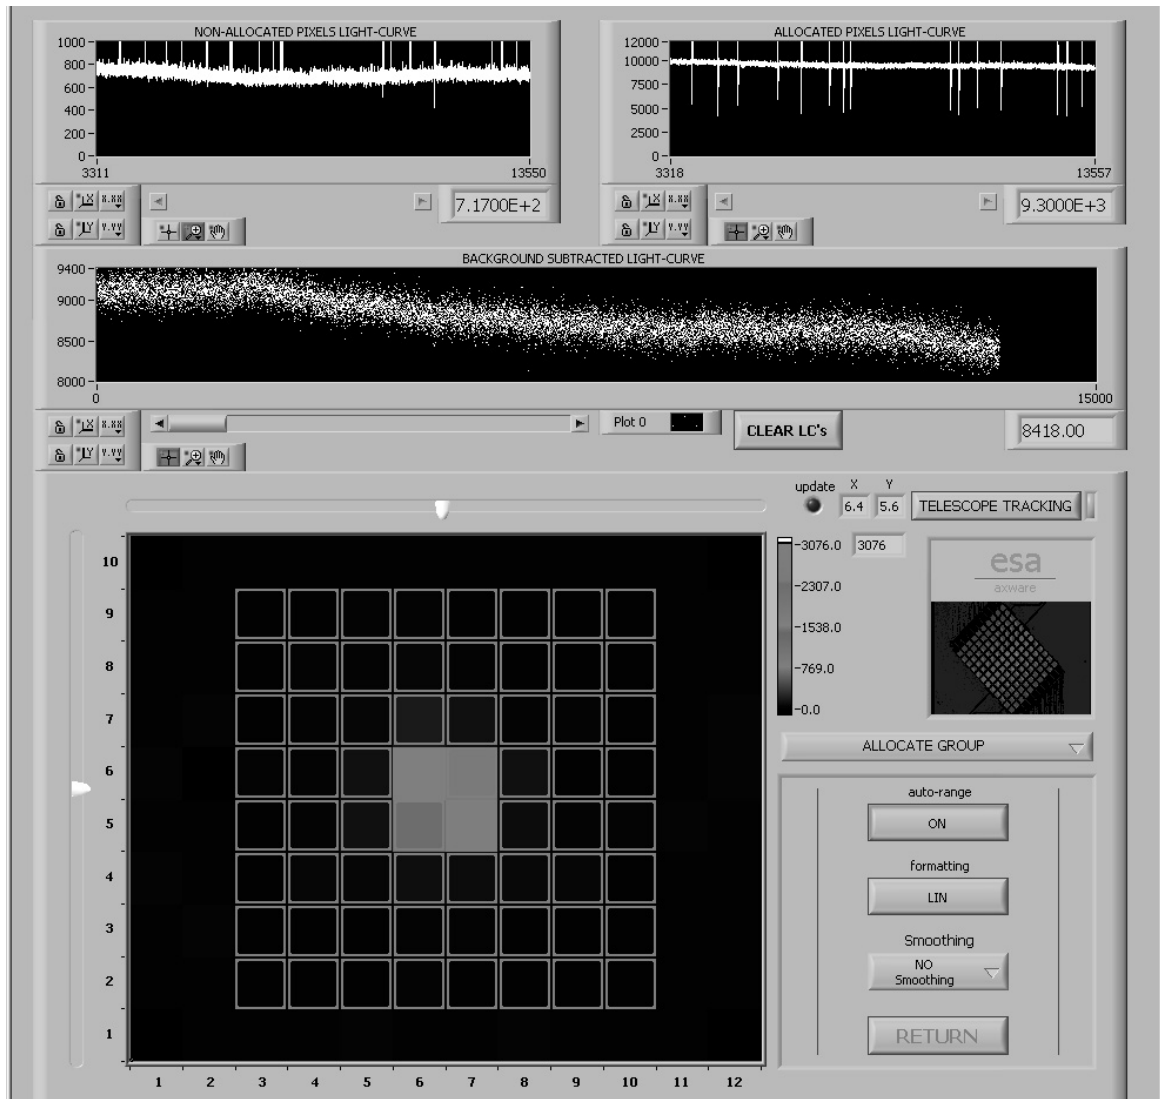 NON-ALLOCATED PIXELS LIGHT-CURVE
1000
800
600
400
200
0
3311 13550
7.1700E+2
ALLOCATED PIXELS LIGHT-CURVE
12000
10000
7500
5000
2500
0
3318 13557
9.3000E+3
BACKGROUND SUBTRACTED LIGHT-CURVE
9400
9000
8500
8000
0 15000
Plot 0
CLEAR LC's
8418.00
update X Y
6.4 5.6 TELESCOPE TRACKING
3076.0 3076
2307.0
1538.0
769.0
0.0
esa
axware
ALLOCATE GROUP
auto-range
ON
formatting
LIN
Smoothing
NO
Smoothing
RETURN
10
9
8
7
6
5
4
3
2
1
1 2 3 4 5 6 7 8 9 10 11 12